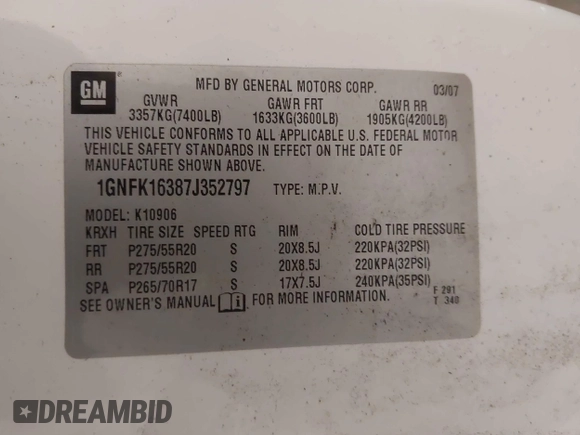 GM
MFD BY GENERAL MOTORS CORP. 03/07
GVWR GAWR FRT GAWR RR
3357KG(7400LB) 1633KG(3600LB) 1905KG(4200LB)
THIS VEHICLE CONFORMS TO ALL APPLICABLE U.S. FEDERAL MOTOR
VEHICLE SAFETY STANDARDS IN EFFECT ON THE DATE OF
MANUFACTURE SHOWN ABOVE.
1GNFK16387J352797 TYPE: M.P.V.
MODEL: K10906
KRXH TIRE SIZE SPEED RTG RIM COLD TIRE PRESSURE
FRT P275/55R20 S 20X8.5J 220KPA(32PSI)
RR P275/55R20 S 20X8.5J 220KPA(32PSI)
SPA P265/70R17 S 17X7.5J 240KPA(35PSI)
SEE OWNER'S MANUAL i. FOR MORE INFORMATION. F 291
T 340
DREAMBID